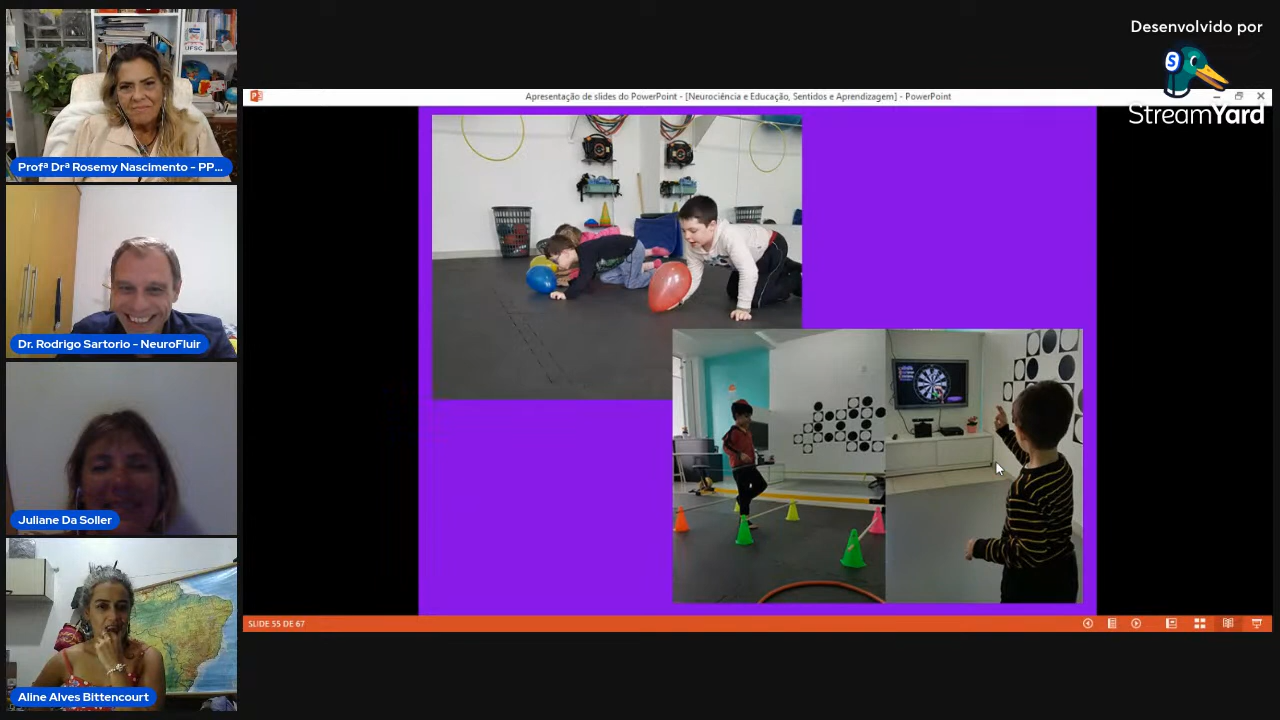 UFSC
Profª Drª Rosemy Nascimento - PP...
Dr. Rodrigo Sartorio - NeuroFluir
Juliane Da Soller
Aline Alves Bittencourt
Desenvolvido por
S
StreamYard
Apresentação de slides do PowerPoint - [Neurociência e Educação, Sentidos e Aprendizagem] - PowerPoint
SLIDE 55 DE 67